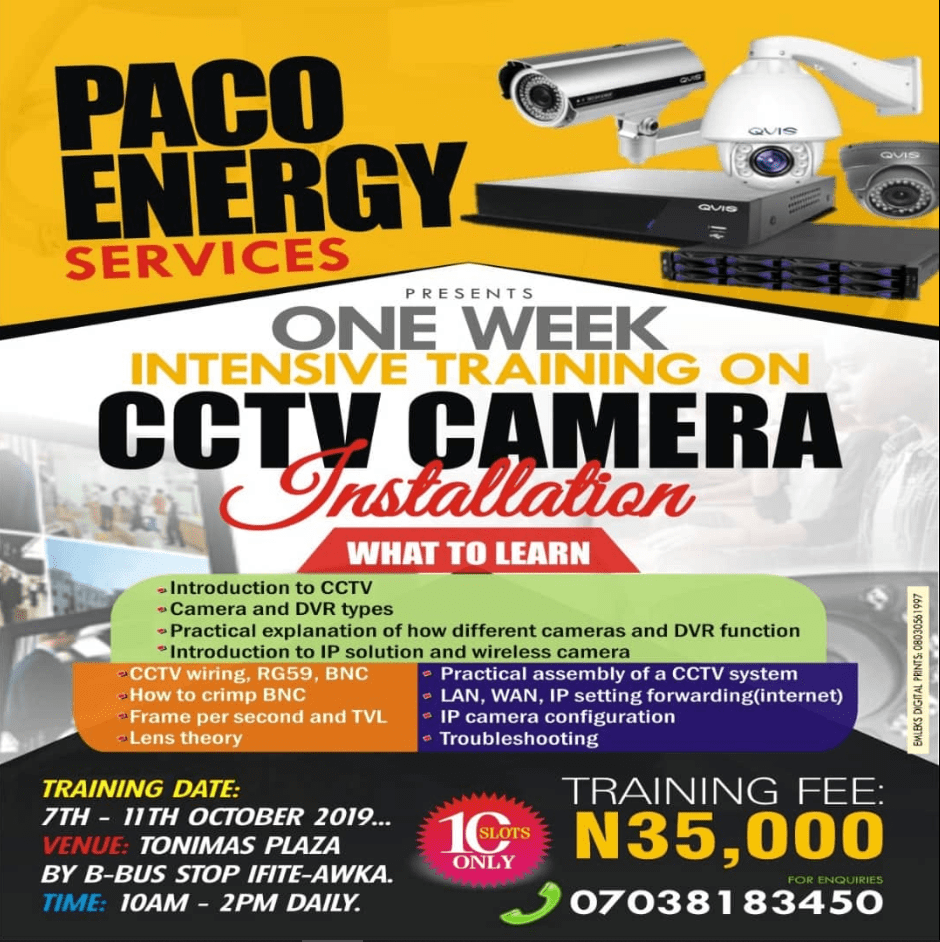 PACO
ENERGY
SERVICES
QVIS
QVIS
QVIS
QVIS
PRESENTS
ONE WEEK
INTENSIVE TRAINING ON
CCTV CAMERA
Installation
WHAT TO LEARN
Introduction to CCTV
Camera and DVR types
Practical explanation of how different cameras and DVR function
Introduction to IP solution and wireless camera
CCTV wiring, RG59, BNC
How to crimp BNC
Frame per second and TVL
Lens theory
Practical assembly of a CCTV system
LAN, WAN, IP setting forwarding(internet)
IP camera configuration
Troubleshooting
EMLEKS DIGITAL PRINTS: 08030561997
TRAINING DATE:
7TH - 11TH OCTOBER 2019...
VENUE: TONIMAS PLAZA
BY B-BUS STOP IFITE-AWKA.
TIME: 10AM - 2PM DAILY.
10 SLOTS
ONLY
TRAINING FEE:
N35,000
FOR ENQUIRIES
07038183450